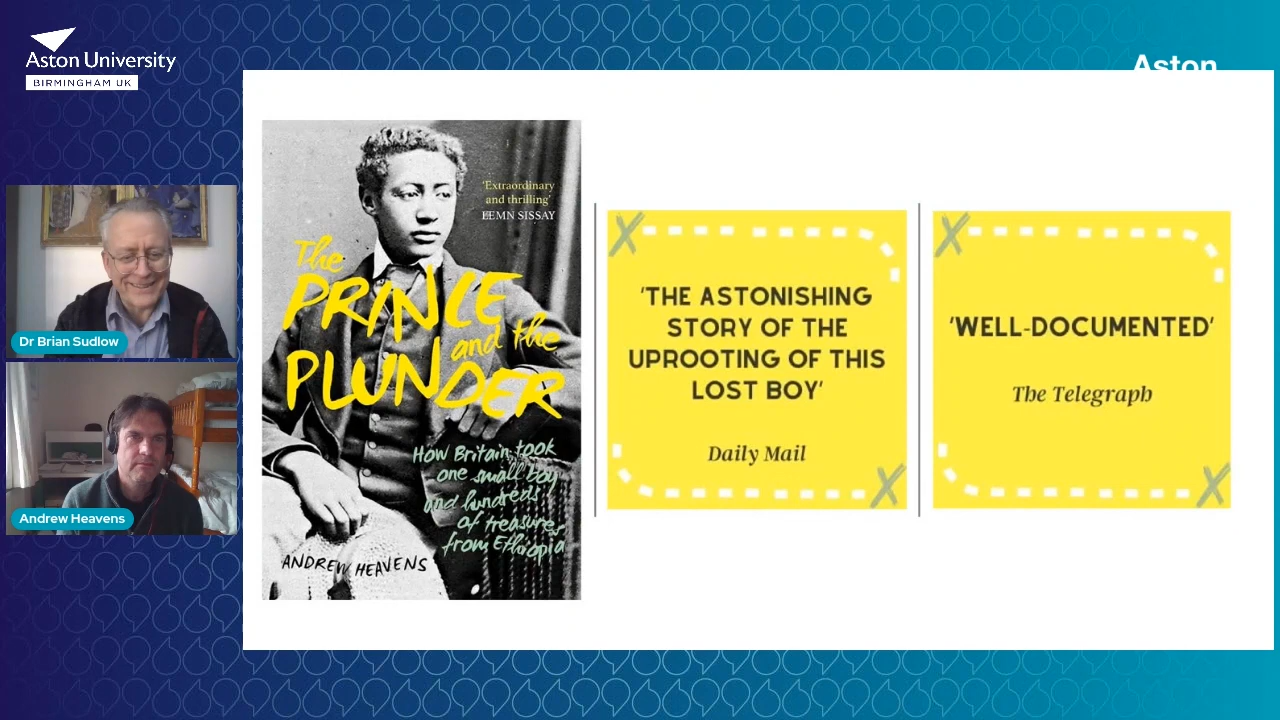 Aston University
BIRMINGHAM UK
Aston
Dr Brian Sudlow
Andrew Heavens
'Extraordinary
and thrilling'
LEMN SISSAY
The
PRINCE
and the
PLUNDER
How Britain took
one small boy
and hundreds
of treasures
from Ethiopia
ANDREW HEAVENS
'THE ASTONISHING
STORY OF THE
UPROOTING OF THIS
LOST BOY'
Daily Mail
'WELL-DOCUMENTED'
The Telegraph